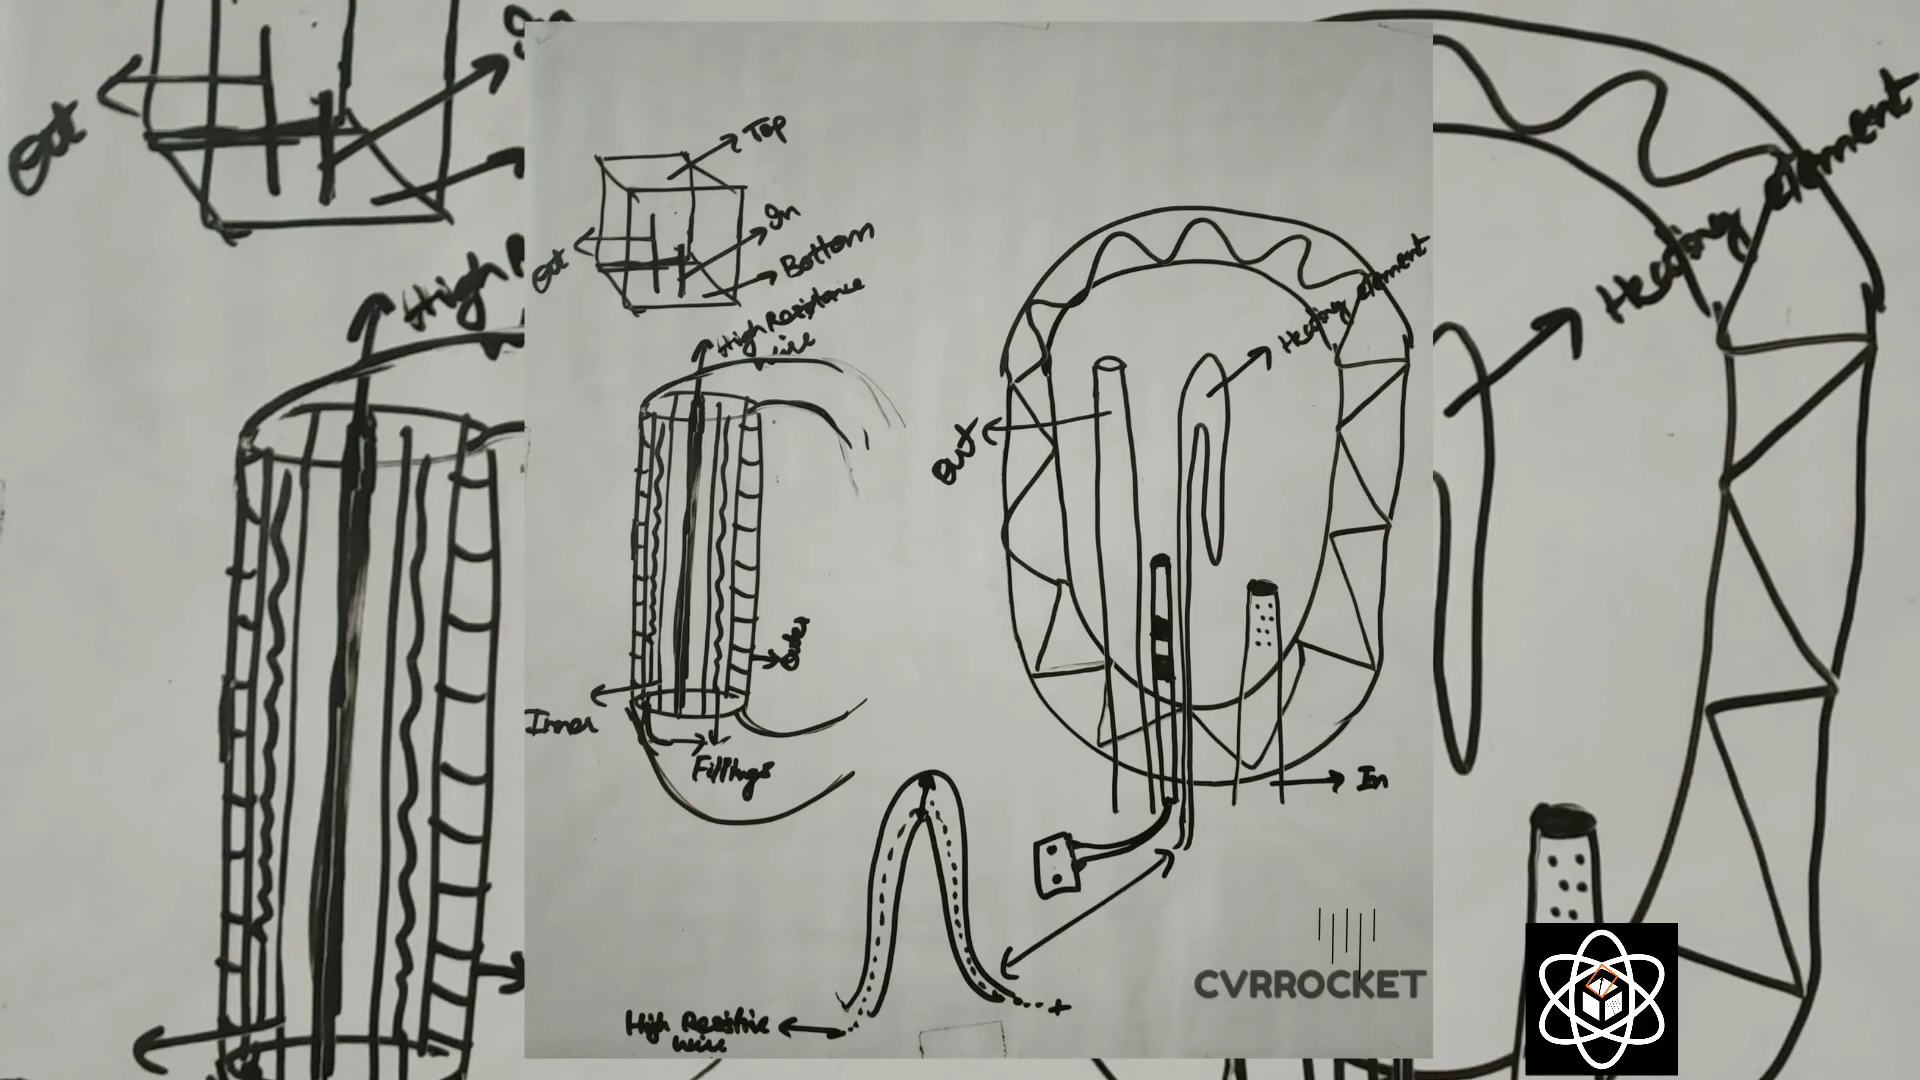 Top
In
Out
Bottom
High Resistance
wire
Heating element
Out
Outer
Inner
Fillings
In
High Resistive
wire
+
CVRROCKET
Out
High R
Heating element